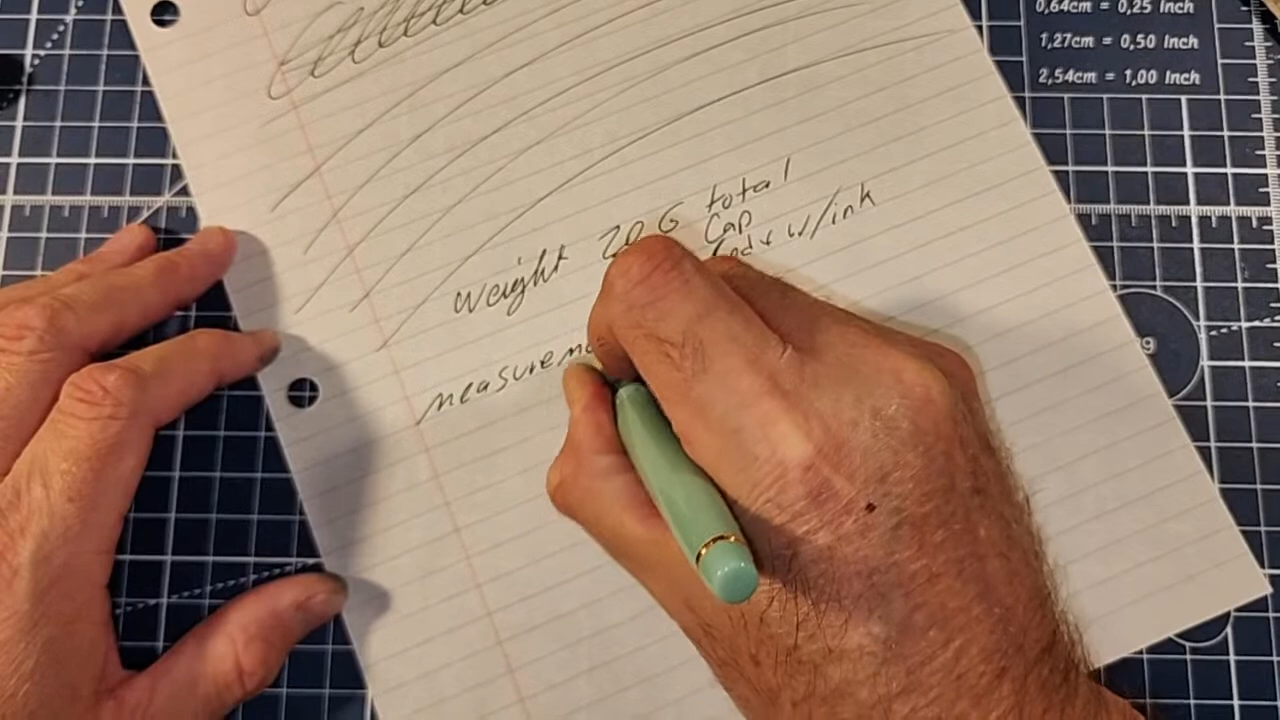 0,64cm = 0,25 Inch
1,27cm = 0,50 Inch
2,54cm = 1,00 Inch
weight 20 G total
Cap
w/ink